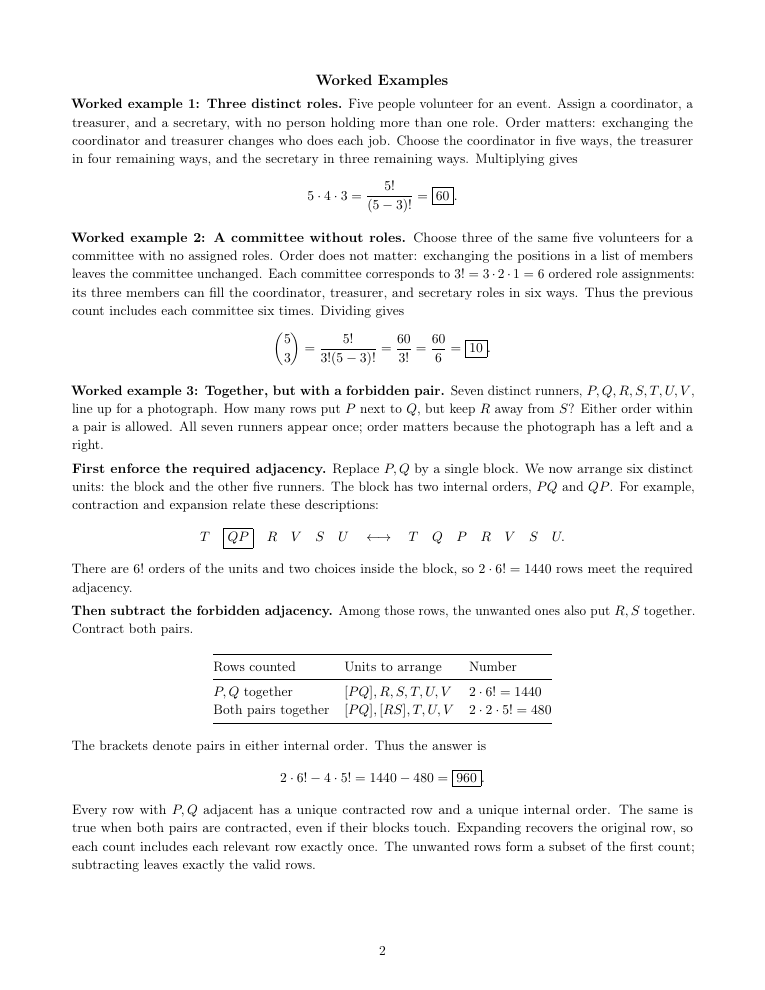 Worked Examples
Worked example 1: Three distinct roles. Five people volunteer for an event. Assign a coordinator, a
treasurer, and a secretary, with no person holding more than one role. Order matters: exchanging the
coordinator and treasurer changes who does each job. Choose the coordinator in five ways, the treasurer
in four remaining ways, and the secretary in three remaining ways. Multiplying gives
5 · 4 · 3 = 5!/(5 − 3)! = 60.
Worked example 2: A committee without roles. Choose three of the same five volunteers for a
committee with no assigned roles. Order does not matter: exchanging the positions in a list of members
leaves the committee unchanged. Each committee corresponds to 3! = 3 · 2 · 1 = 6 ordered role assignments:
its three members can fill the coordinator, treasurer, and secretary roles in six ways. Thus the previous
count includes each committee six times. Dividing gives
(5 3) = 5!/3!(5 − 3)! = 60/3! = 60/6 = 10.
Worked example 3: Together, but with a forbidden pair. Seven distinct runners, P, Q, R, S, T, U, V,
line up for a photograph. How many rows put P next to Q, but keep R away from S? Either order within
a pair is allowed. All seven runners appear once; order matters because the photograph has a left and a
right.
First enforce the required adjacency. Replace P, Q by a single block. We now arrange six distinct
units: the block and the other five runners. The block has two internal orders, PQ and QP. For example,
contraction and expansion relate these descriptions:
T QP R V S U ⟷ T Q P R V S U.
There are 6! orders of the units and two choices inside the block, so 2 · 6! = 1440 rows meet the required
adjacency.
Then subtract the forbidden adjacency. Among those rows, the unwanted ones also put R, S together.
Contract both pairs.
Rows counted Units to arrange Number
P, Q together [PQ], R, S, T, U, V 2 · 6! = 1440
Both pairs together [PQ], [RS], T, U, V 2 · 2 · 5! = 480
The brackets denote pairs in either internal order. Thus the answer is
2 · 6! − 4 · 5! = 1440 − 480 = 960.
Every row with P, Q adjacent has a unique contracted row and a unique internal order. The same is
true when both pairs are contracted, even if their blocks touch. Expanding recovers the original row, so
each count includes each relevant row exactly once. The unwanted rows form a subset of the first count;
subtracting leaves exactly the valid rows.
2